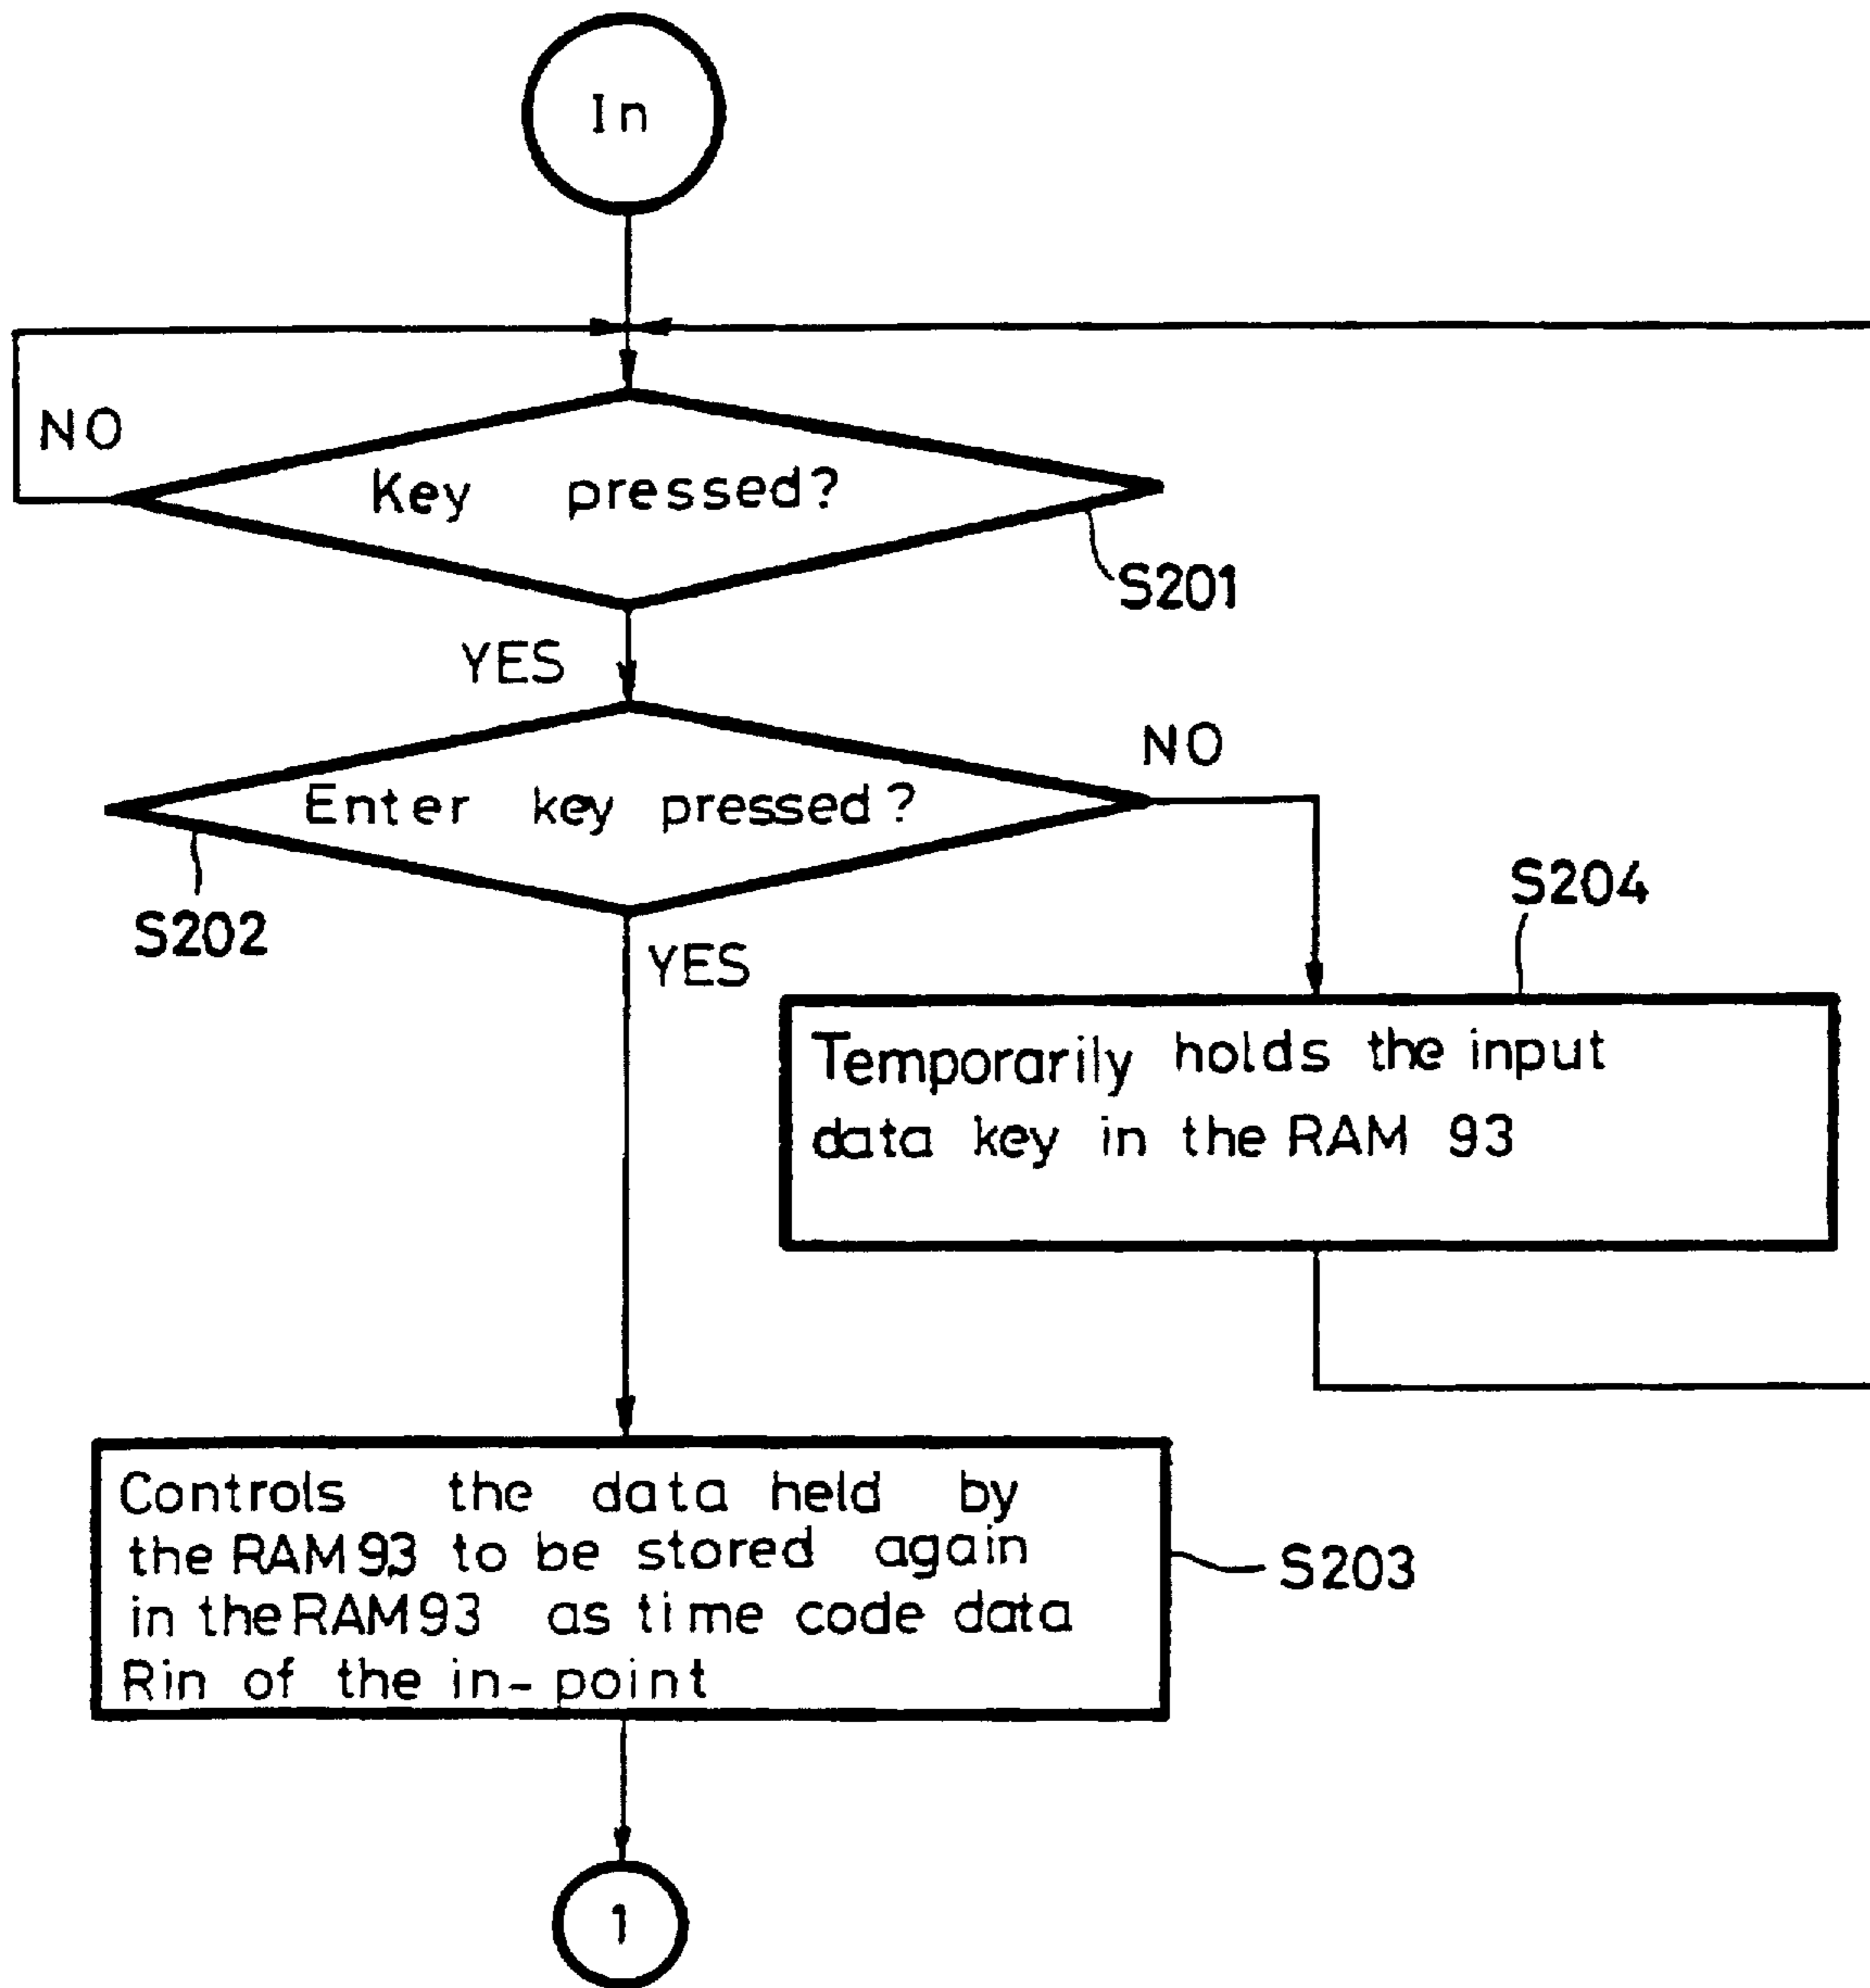 In
NO
Key pressed?
S201
YES
NO
Enter key pressed?
S202
S204
YES
Temporarily holds the input
data key in the RAM 93
Controls the data held by
the RAM 93 to be stored again
in the RAM 93 as time code data
Rin of the in-point
S203
1